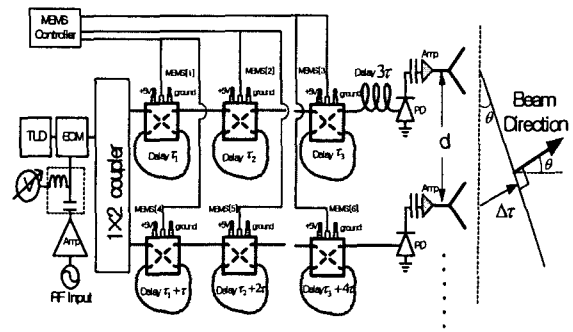 MEMS
Controller
MEMS[1]
MEMS[2]
MEMS[3
+5V
ground
+5V
ground
+5V
ground
Delay 3τ
Amp
PD
Delay τ₁
Delay τ₂
Delay τ₃
TLD
EOM
1×2 coupler
V
Amp
RF Input
d
θ
Beam
Direction
θ
Δτ
MEMS[4]
MEMS[5]
MEMS[6]
+5V
ground
+5V
ground
+5V
ground
Amp
PD
Delay τ₁+τ
Delay τ₂+2τ
Delay τ₃+4τ